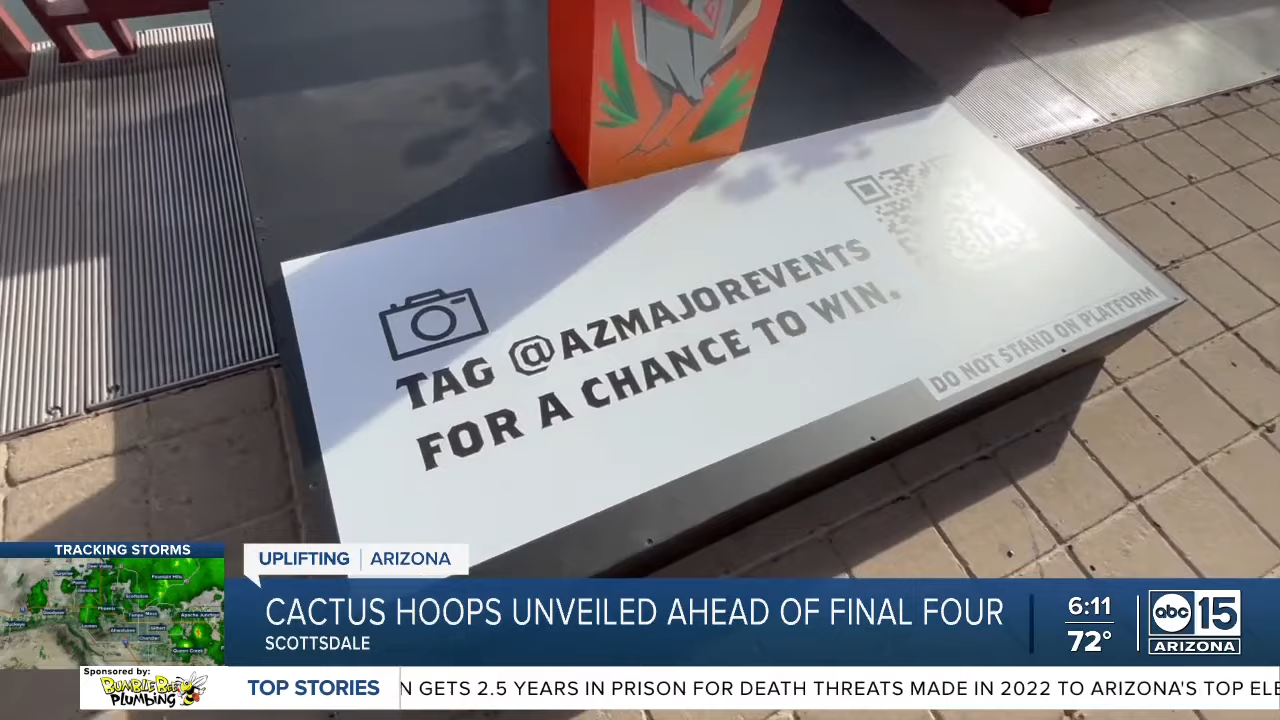 TAG @AZMAJOREVENTS
FOR A CHANCE TO WIN.
DO NOT STAND ON PLATFORM
TRACKING STORMS
UPLIFTING | ARIZONA
CACTUS HOOPS UNVEILED AHEAD OF FINAL FOUR
SCOTTSDALE
6:11
72°
abc 15
ARIZONA
Sponsored by:
BUMBLE BEE
PLUMBING
TOP STORIES
N GETS 2.5 YEARS IN PRISON FOR DEATH THREATS MADE IN 2022 TO ARIZONA'S TOP ELE